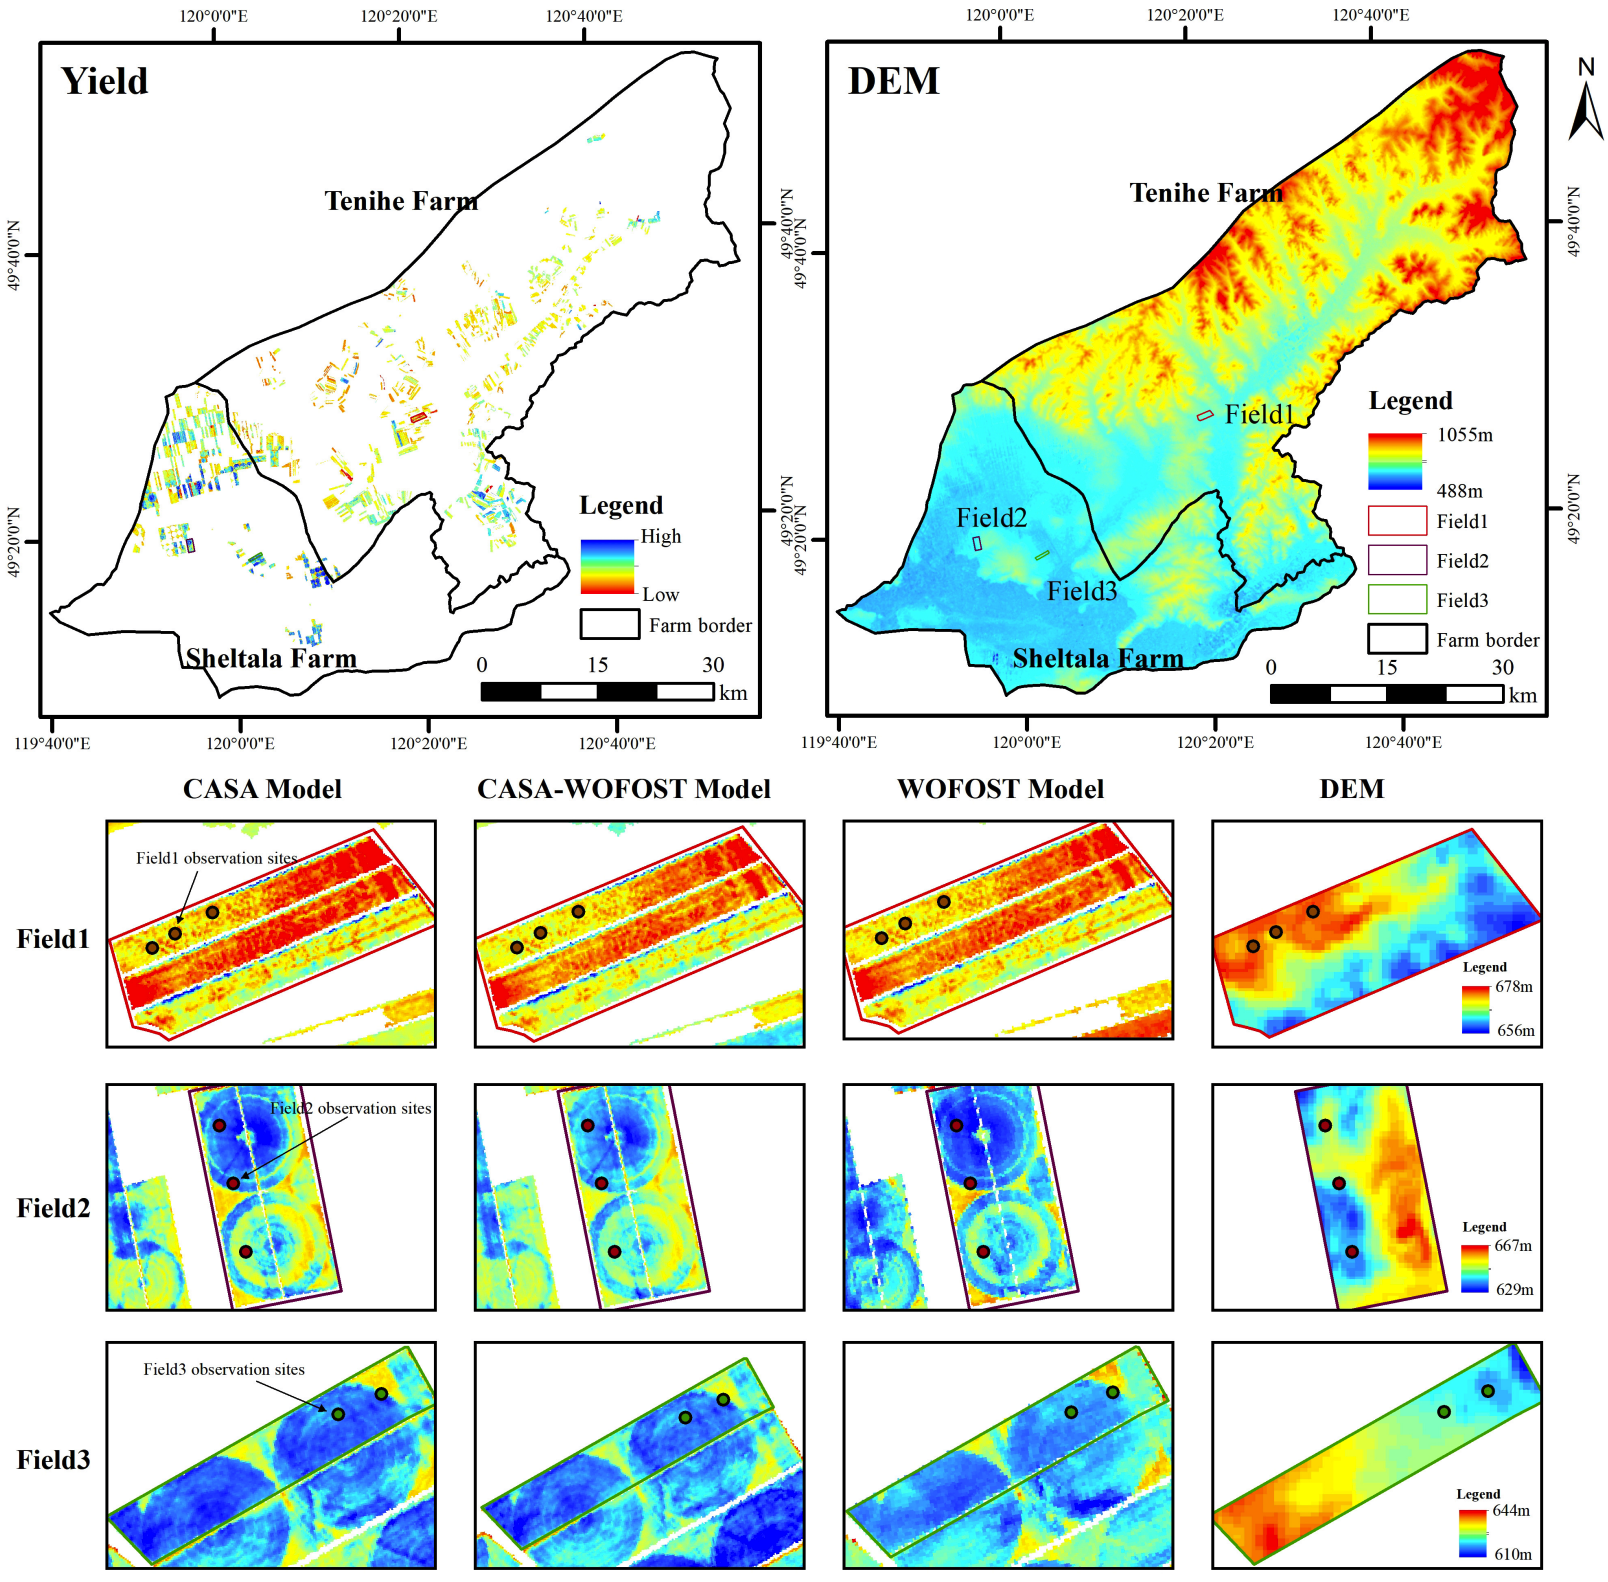 120°0'0"E 120°20'0"E 120°40'0"E
120°0'0"E 120°20'0"E 120°40'0"E
Yield
DEM
N
Tenihe Farm
Tenihe Farm
49°40'0"N
49°40'0"N
49°40'0"N
49°40'0"N
Legend
1055m
488m
Field1
Field2
Field3
Farm border
Field1
Field2
Field3
Legend
High
Low
Farm border
49°20'0"N
49°20'0"N
49°20'0"N
49°20'0"N
Sheltala Farm
Sheltala Farm
0 15 30
km
0 15 30
km
119°40'0"E 120°0'0"E 120°20'0"E 120°40'0"E
119°40'0"E 120°0'0"E 120°20'0"E 120°40'0"E
CASA Model
CASA-WOFOST Model
WOFOST Model
DEM
Field1
Field1 observation sites
Legend
678m
656m
Field2
Field2 observation sites
Legend
667m
629m
Field3
Field3 observation sites
Legend
644m
610m